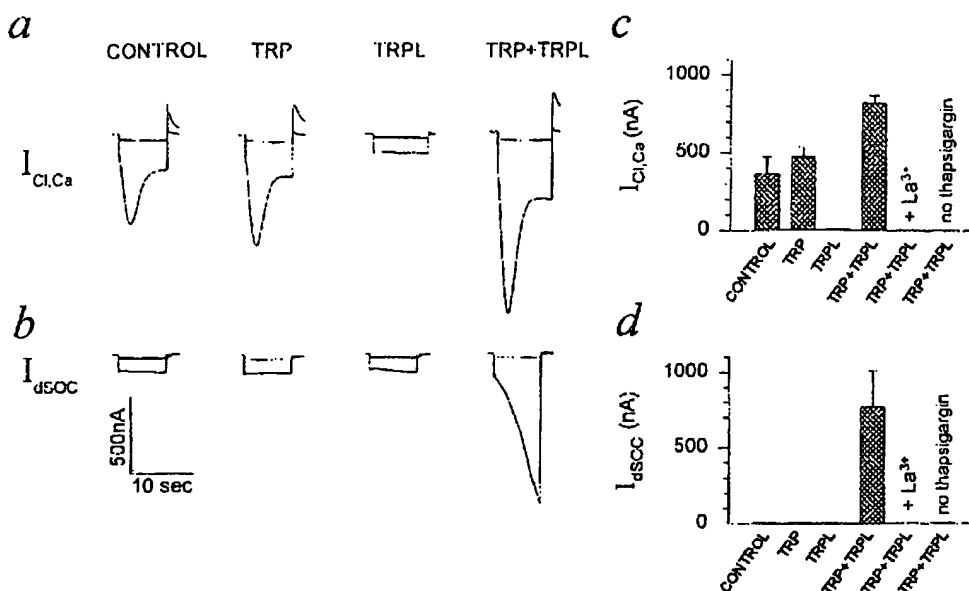 a
CONTROL TRP TRPL TRP+TRPL
I Cl,Ca
b
I dSOC
500nA
10 sec
c
I Cl,Ca (nA)
1000
500
0
+ La³⁺
no thapsigargin
CONTROL
TRP
TRPL
TRP+TRPL
TRP+TRPL
TRP+TRPL
d
I dSOC (nA)
1000
500
0
+ La³⁺
no thapsigargin
CONTROL
TRP
TRPL
TRP+TRPL
TRP+TRPL
TRP+TRPL